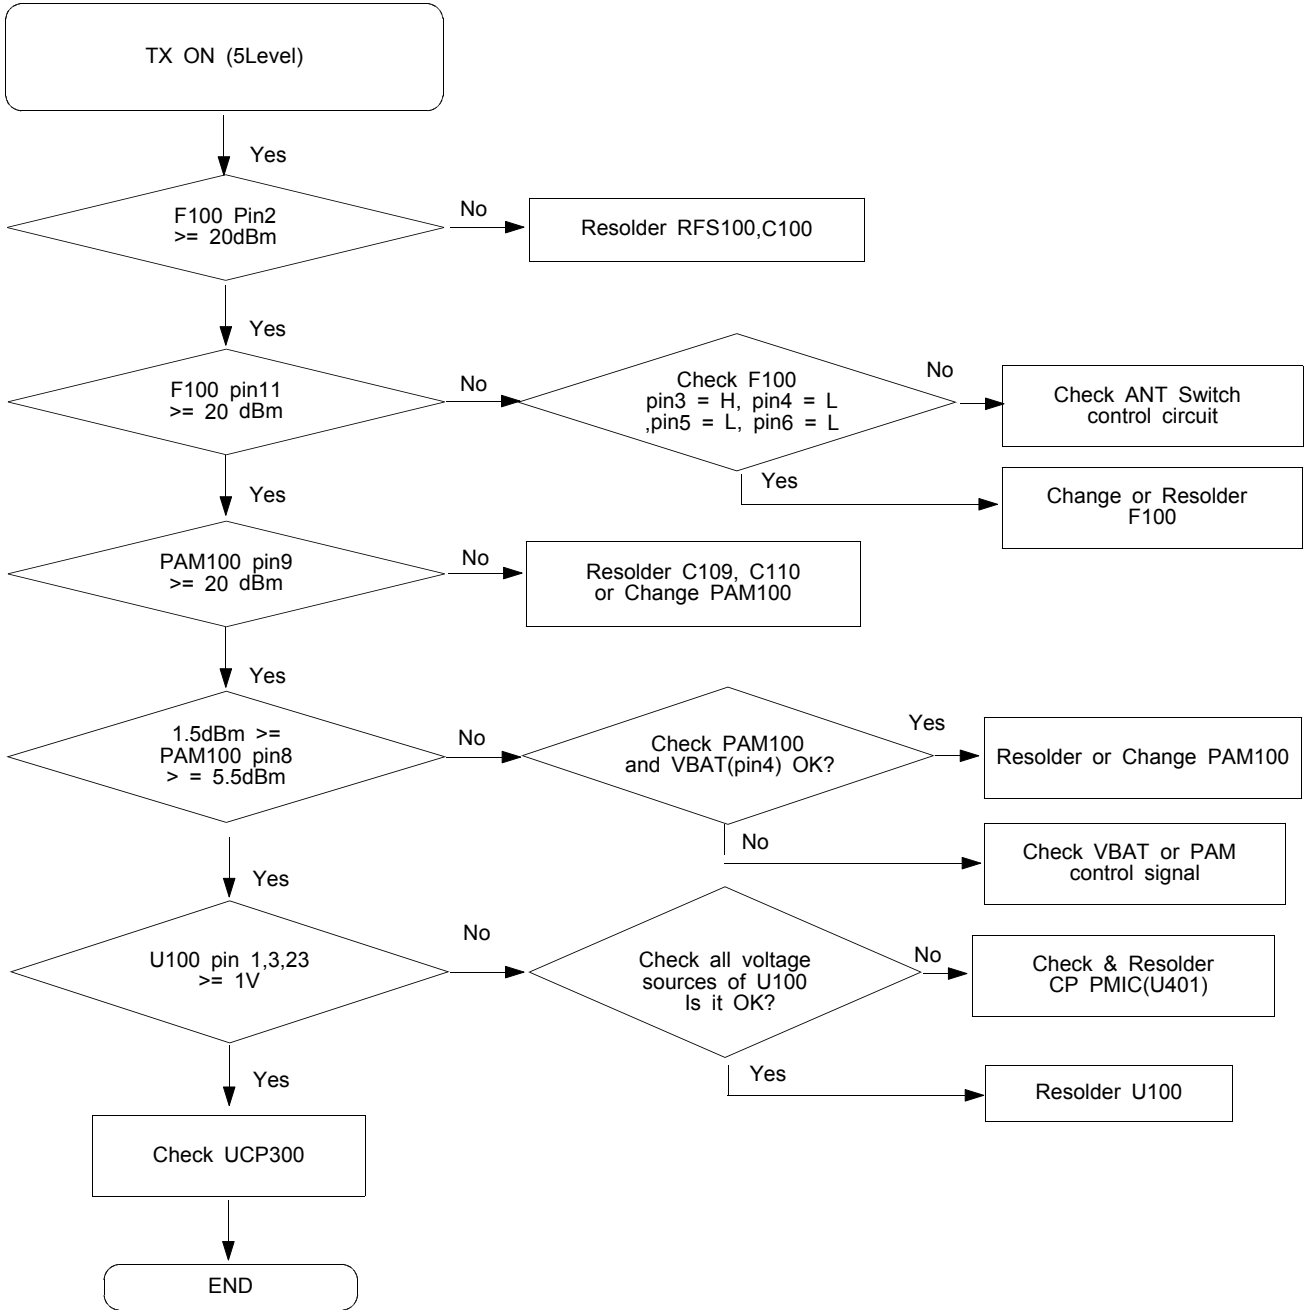 TX ON (5Level)
Yes
F100 Pin2
>= 20dBm
No
Resolder RFS100,C100
Yes
F100 pin11
>= 20 dBm
No
Check F100
pin3 = H, pin4 = L
,pin5 = L, pin6 = L
No
Check ANT Switch
control circuit
Yes
Change or Resolder
F100
Yes
PAM100 pin9
>= 20 dBm
No
Resolder C109, C110
or Change PAM100
Yes
1.5dBm >=
PAM100 pin8
> = 5.5dBm
No
Check PAM100
and VBAT(pin4) OK?
Yes
Resolder or Change PAM100
No
Check VBAT or PAM
control signal
Yes
U100 pin 1,3,23
>= 1V
No
Check all voltage
sources of U100
Is it OK?
No
Check & Resolder
CP PMIC(U401)
Yes
Resolder U100
Yes
Check UCP300
END